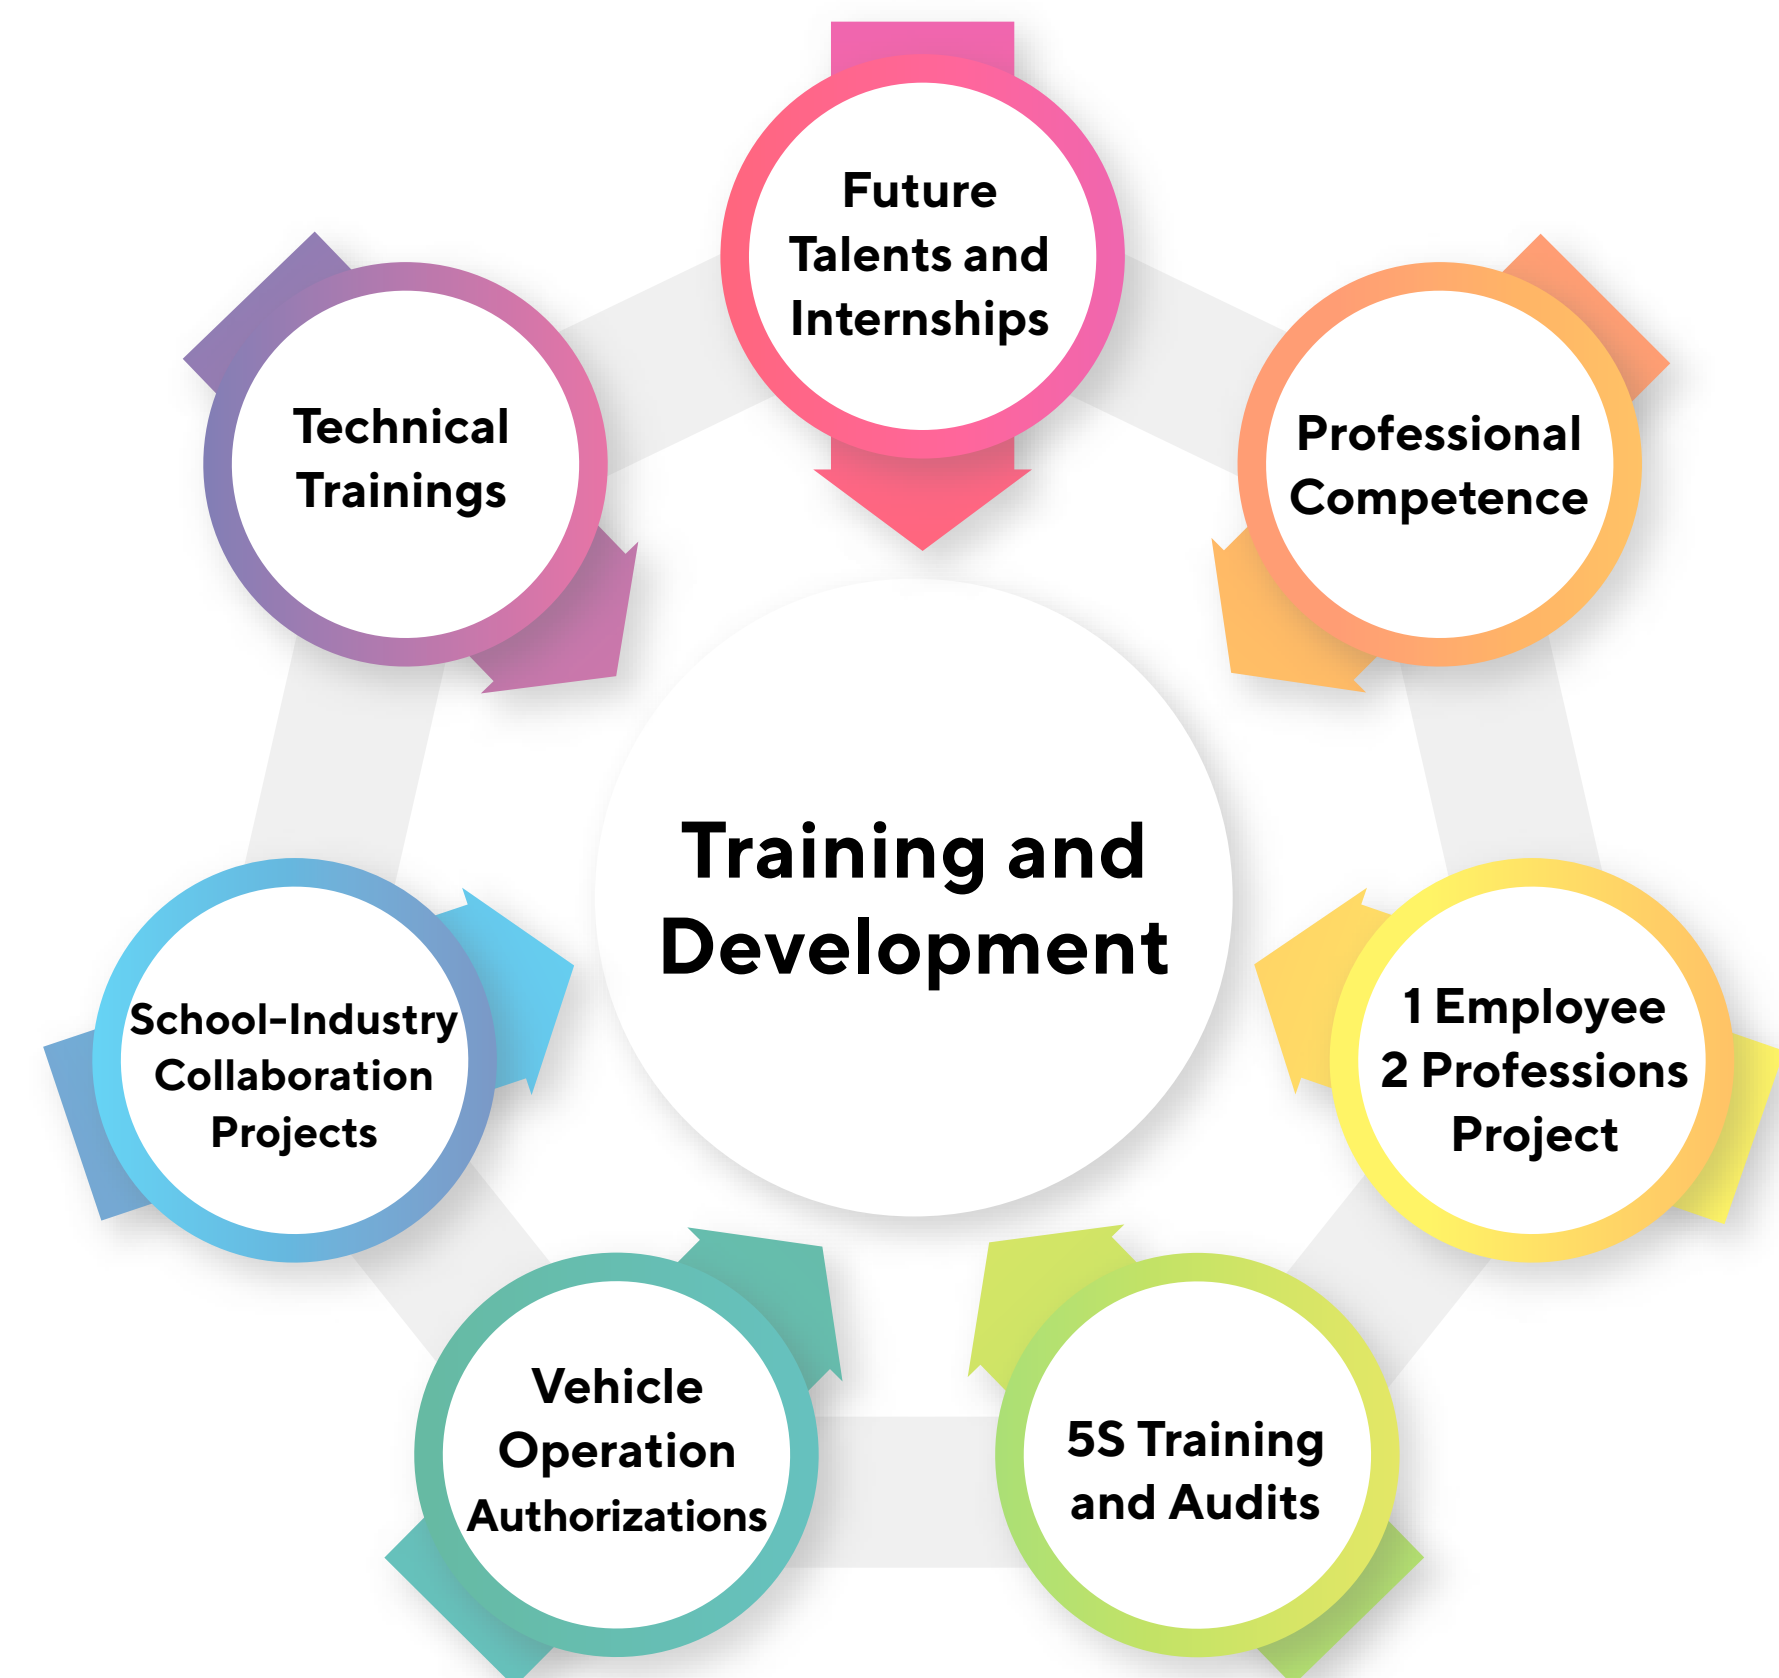 Future
Talents and
Internships
Professional
Competence
1 Employee
2 Professions
Project
5S Training
and Audits
Vehicle
Operation
Authorizations
School-Industry
Collaboration
Projects
Technical
Trainings
Training and
Development